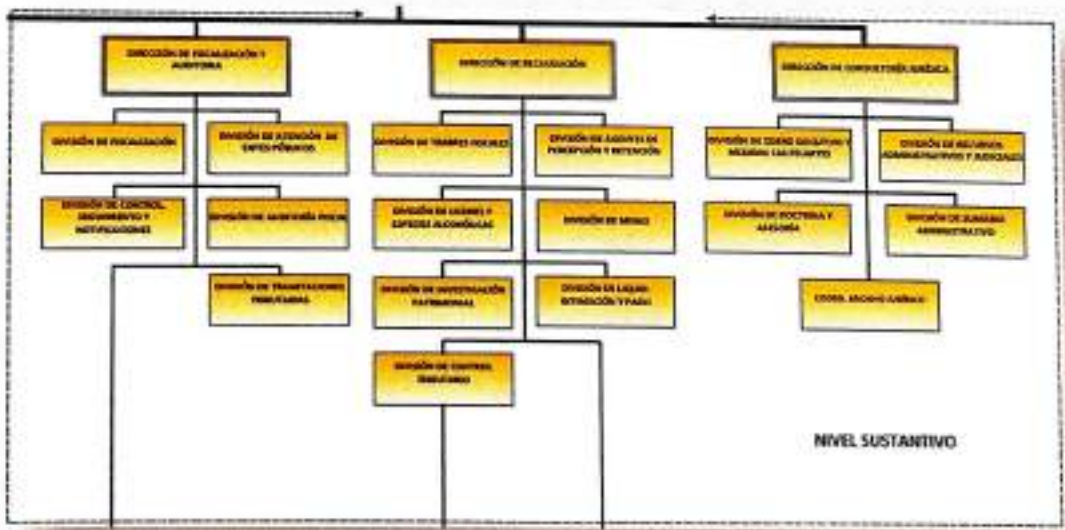 DIRECCIÓN DE FISCALIZACIÓN Y
AUDITORIA
DIRECCIÓN DE RECAUDACIÓN
DIRECCIÓN DE CONSULTORÍA JURÍDICA
DIVISIÓN DE FISCALIZACIÓN
DIVISIÓN DE ATENCIÓN DE
ENTES PÚBLICOS
DIVISIÓN DE TIMBRES FISCALES
DIVISIÓN DE AGENTES DE
PERCEPCIÓN Y RETENCIÓN
DIVISIÓN DE COBRO EJECUTIVO Y
MEDIDAS CAUTELARES
DIVISIÓN DE RECURSOS
ADMINISTRATIVOS Y JUDICIALES
DIVISIÓN DE CONTROL,
SEGUIMIENTO Y
NOTIFICACIONES
DIVISIÓN DE AUDITORÍA FISCAL
DIVISIÓN DE LICORES Y
ESPECIES ALCOHÓLICAS
DIVISIÓN DE MINAS
DIVISIÓN DE DOCTRINA Y
ASESORÍA
DIVISIÓN DE SUMARIO
ADMINISTRATIVO
DIVISIÓN DE TRAMITACIONES
TRIBUTARIAS
DIVISIÓN DE INVESTIGACIÓN
PATRIMONIAL
DIVISIÓN DE
Y PAGO
COORD. ARCHIVO JURÍDICO
DIVISIÓN DE CONTROL
TRIBUTARIO
NIVEL SUSTANTIVO